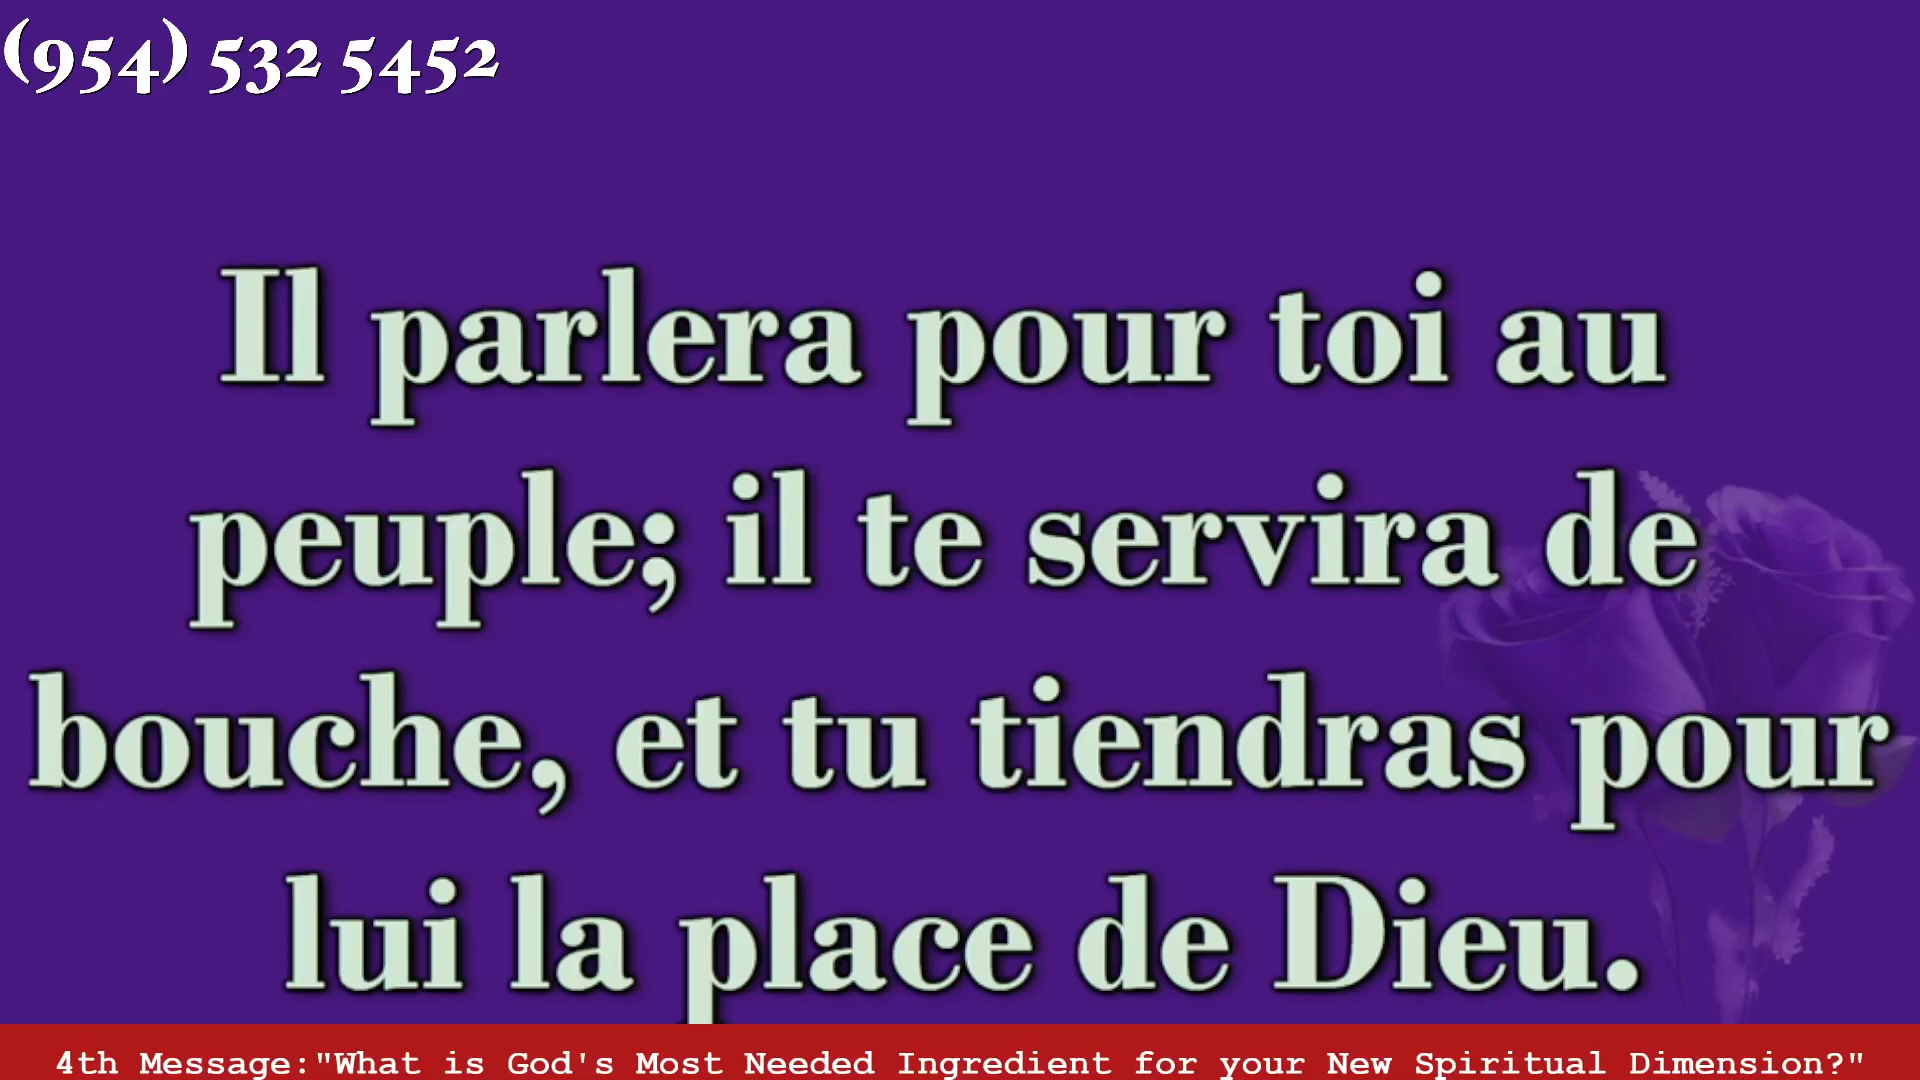 (954) 532 5452
Il parlera pour toi au
peuple; il te servira de
bouche, et tu tiendras pour
lui la place de Dieu.
4th Message:"What is God's Most Needed Ingredient for your New Spiritual Dimension?"